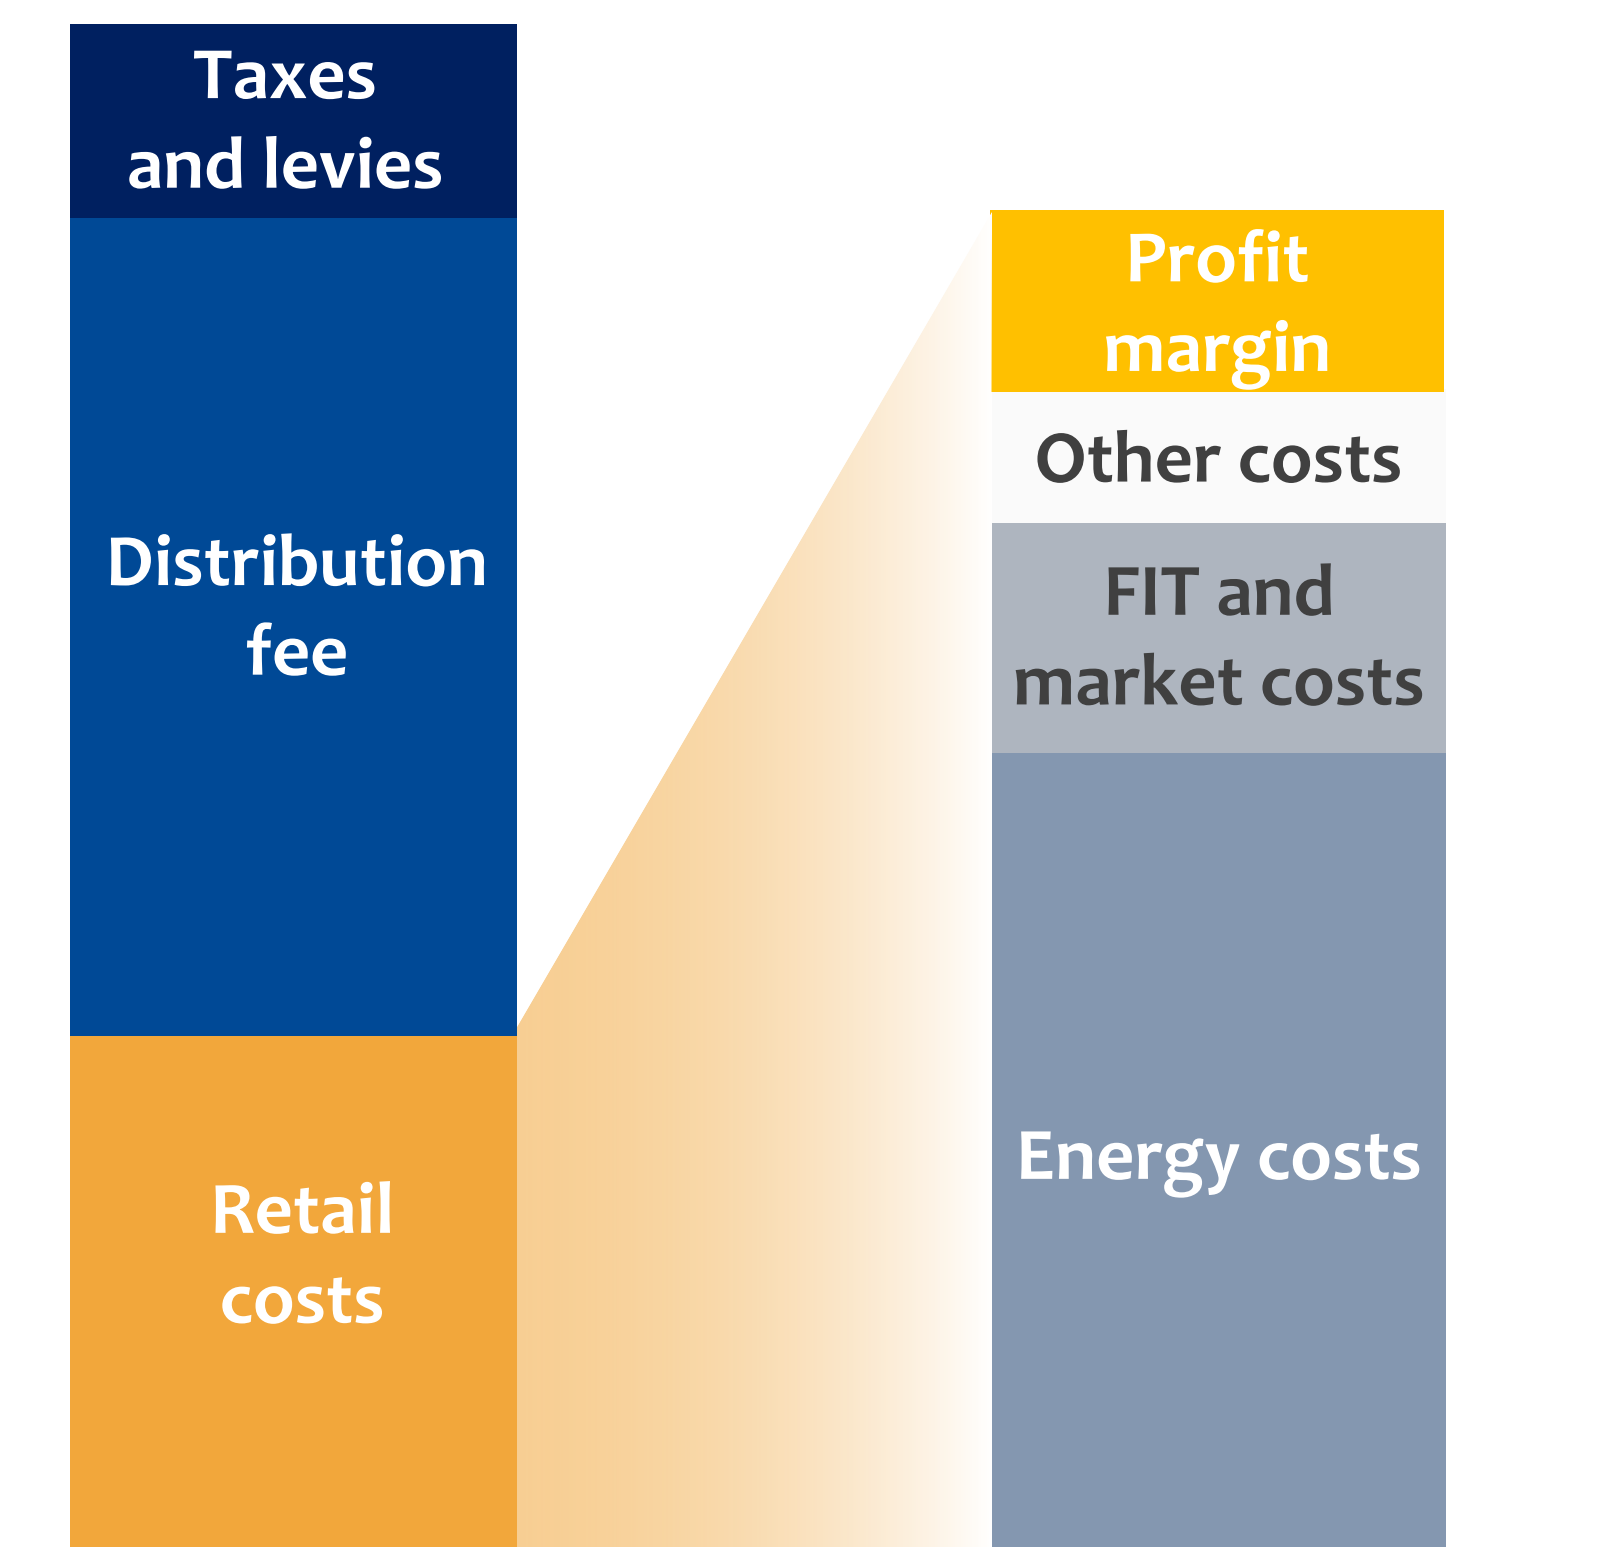 Taxes
and levies
Distribution
fee
Retail
costs
Profit
margin
Other costs
FIT and
market costs
Energy costs